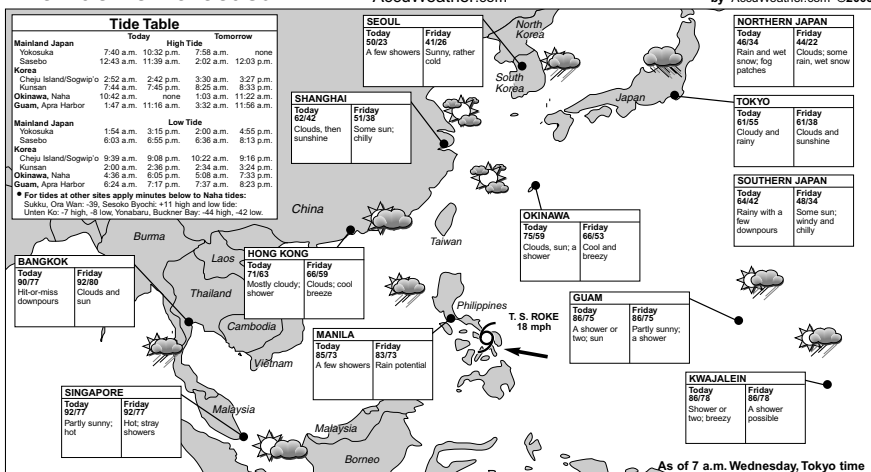 AccuWeather.com
by AccuWeather.com
Tide Table
Today Tomorrow
Mainland Japan High Tide
Yokosuka 7:40 a.m. 10:32 p.m. 7:58 a.m. none
Sasebo 12:43 a.m. 11:39 a.m. 2:02 a.m. 12:03 p.m.
Korea
Cheju Island/Sogwip'o 2:52 a.m. 2:42 p.m. 3:30 a.m. 3:27 p.m.
Kunsan 7:44 a.m. 7:45 p.m. 8:25 a.m. 8:33 p.m.
Okinawa, Naha 10:42 a.m. none 1:03 a.m. 11:22 a.m.
Guam, Apra Harbor 1:47 a.m. 11:16 a.m. 3:32 a.m. 11:56 a.m.
Mainland Japan Low Tide
Yokosuka 1:54 a.m. 3:15 p.m. 2:00 a.m. 4:55 p.m.
Sasebo 6:03 a.m. 6:55 p.m. 6:36 a.m. 8:13 p.m.
Korea
Cheju Island/Sogwip'o 9:39 a.m. 9:08 p.m. 10:22 a.m. 9:16 p.m.
Kunsan 2:00 a.m. 2:36 p.m. 2:34 a.m. 3:24 p.m.
Okinawa, Naha 4:36 a.m. 6:05 p.m. 5:08 a.m. 7:33 p.m.
Guam, Apra Harbor 6:24 a.m. 7:17 p.m. 7:37 a.m. 8:23 p.m.
• For tides at other sites apply minutes below to Naha tides:
Sukku, Ora Wan: -39, Sesoko Byochi: +11 high and low tide:
Unten Ko: -7 high, -8 low, Yonabaru, Buckner Bay: -44 high, -42 low.
SEOUL
Today Friday
50/23 41/26
A few showers Sunny, rather
cold
North
Korea
South
Korea
Japan
NORTHERN JAPAN
Today Friday
46/34 44/22
Rain and wet Clouds; some
snow; fog rain, wet snow
patches
SHANGHAI
Today Friday
62/42 51/38
Clouds, then Some sun;
sunshine chilly
TOKYO
Today Friday
61/55 61/38
Cloudy and Clouds and
rainy sunshine
SOUTHERN JAPAN
Today Friday
64/42 48/34
Rainy with a Some sun;
few windy and
downpours chilly
China
Taiwan
OKINAWA
Today Friday
75/59 66/53
Clouds, sun; a Cool and
shower breezy
Burma
Laos
Thailand
Cambodia
Vietnam
BANGKOK
Today Friday
90/77 92/80
Hit-or-miss Clouds and
downpours sun
HONG KONG
Today Friday
71/63 66/59
Mostly cloudy; Clouds; cool
shower breeze
Philippines
T. S. ROKE
18 mph
GUAM
Today Friday
86/75 86/75
A shower or Partly sunny;
two; sun a shower
MANILA
Today Friday
85/73 83/73
A few showers Rain potential
KWAJALEIN
Today Friday
86/78 86/78
Shower or A shower
two; breezy possible
SINGAPORE
Today Friday
92/77 92/77
Partly sunny; Hot; stray
hot showers
Malaysia
Malaysia
Borneo
As of 7 a.m. Wednesday, Tokyo time